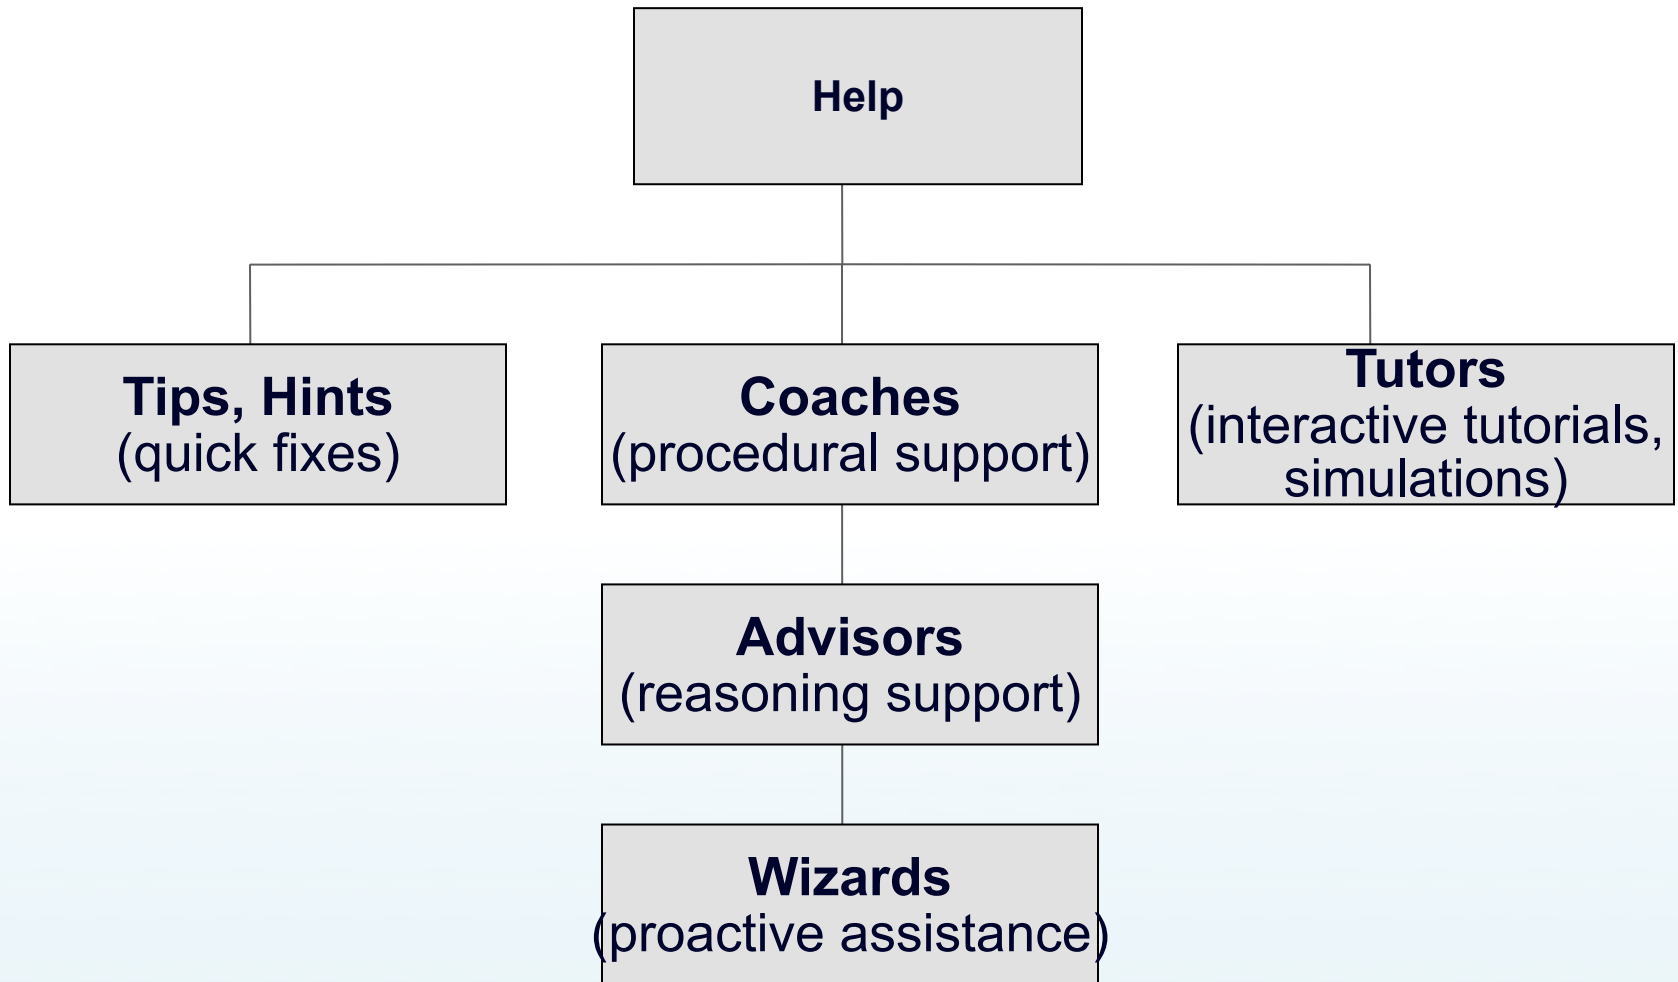 Help
Tips, Hints
(quick fixes)
Coaches
(procedural support)
Tutors
(interactive tutorials,
simulations)
Advisors
(reasoning support)
Wizards
(proactive assistance)